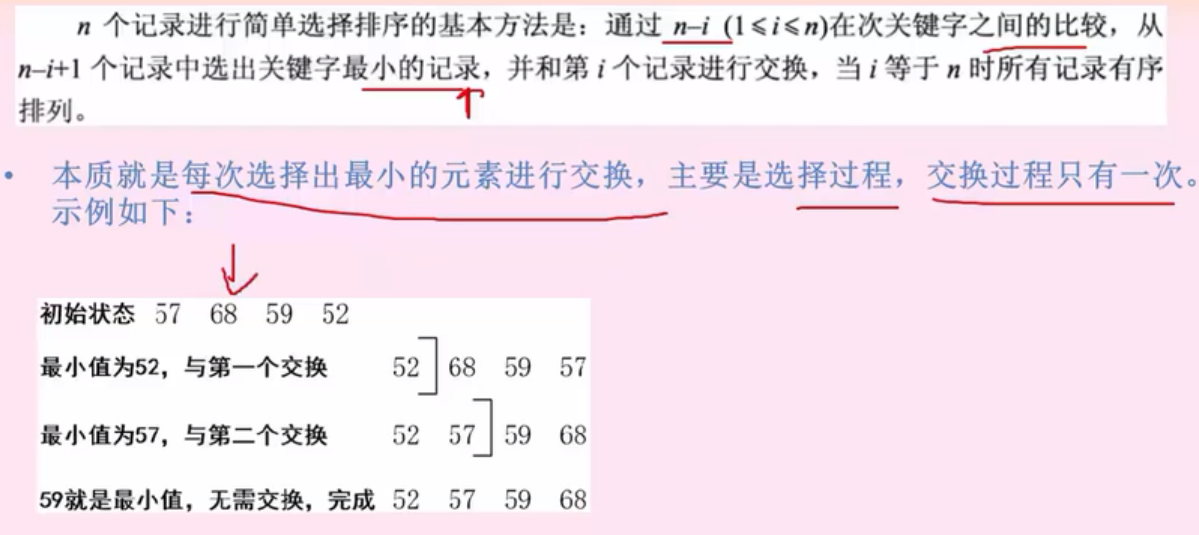 n 个记录进行简单选择排序的基本方法是：通过 n–i (1≤i≤n)在次关键字之间的比较，从
n–i+1 个记录中选出关键字最小的记录，并和第 i 个记录进行交换，当 i 等于 n 时所有记录有序
排列。
• 本质就是每次选择出最小的元素进行交换，主要是选择过程，交换过程只有一次。
示例如下：
初始状态 57 68 59 52
最小值为52，与第一个交换 52 ] 68 59 57
最小值为57，与第二个交换 52 57 ] 59 68
59就是最小值，无需交换，完成 52 57 59 68